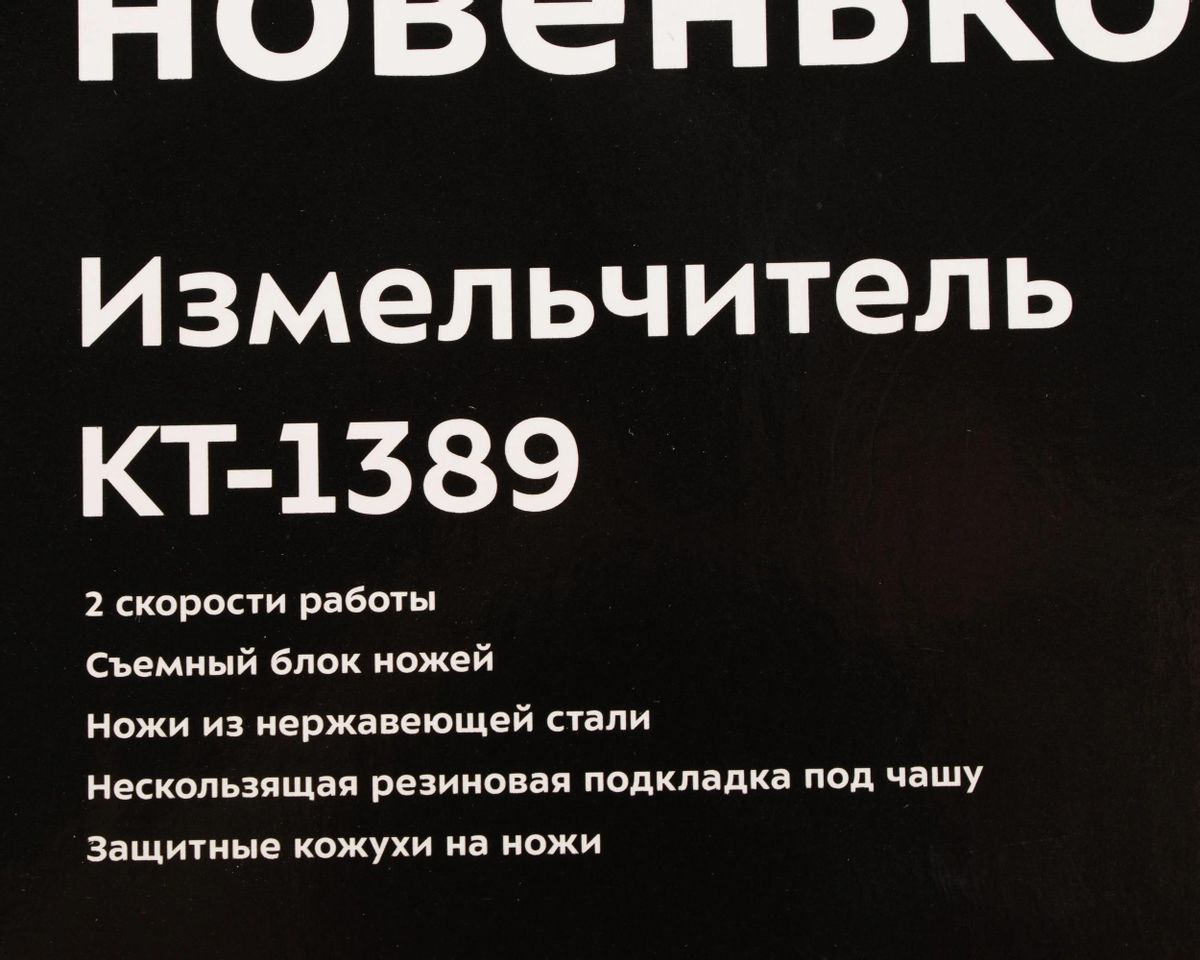 новенько
Измельчитель
КТ-1389
2 скорости работы
Съемный блок ножей
Ножи из нержавеющей стали
Нескользящая резиновая подкладка под чашу
Защитные кожухи на ножи